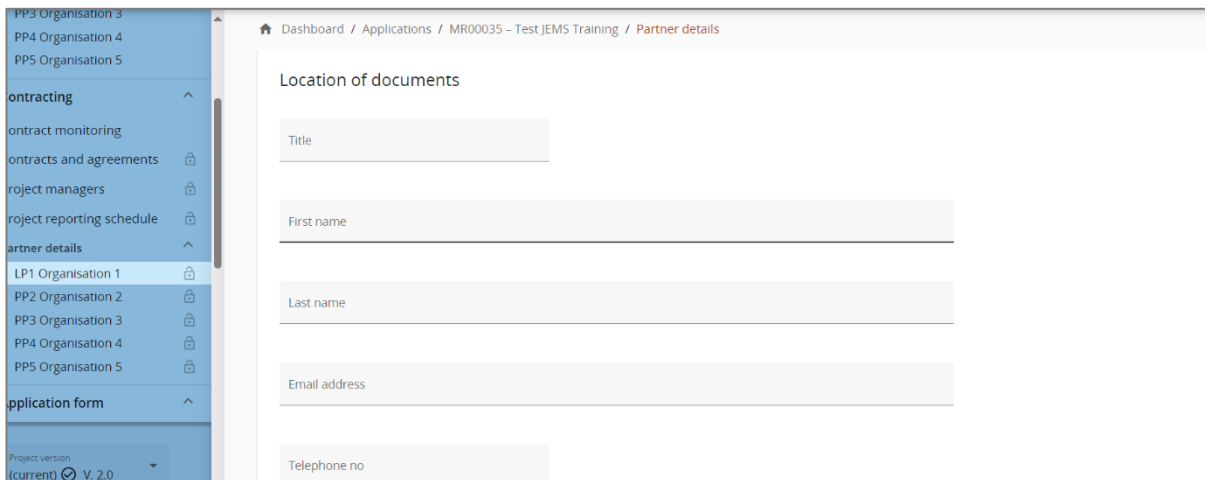 PP3 Organisation 3
PP4 Organisation 4
PP5 Organisation 5
ontracting
ontract monitoring
ontracts and agreements
roject managers
roject reporting schedule
artner details
LP1 Organisation 1
PP2 Organisation 2
PP3 Organisation 3
PP4 Organisation 4
PP5 Organisation 5
pplication form
Project version
(current) V. 2.0
Dashboard / Applications / MR00035 – Test JEMS Training / Partner details
Location of documents
Title
First name
Last name
Email address
Telephone no